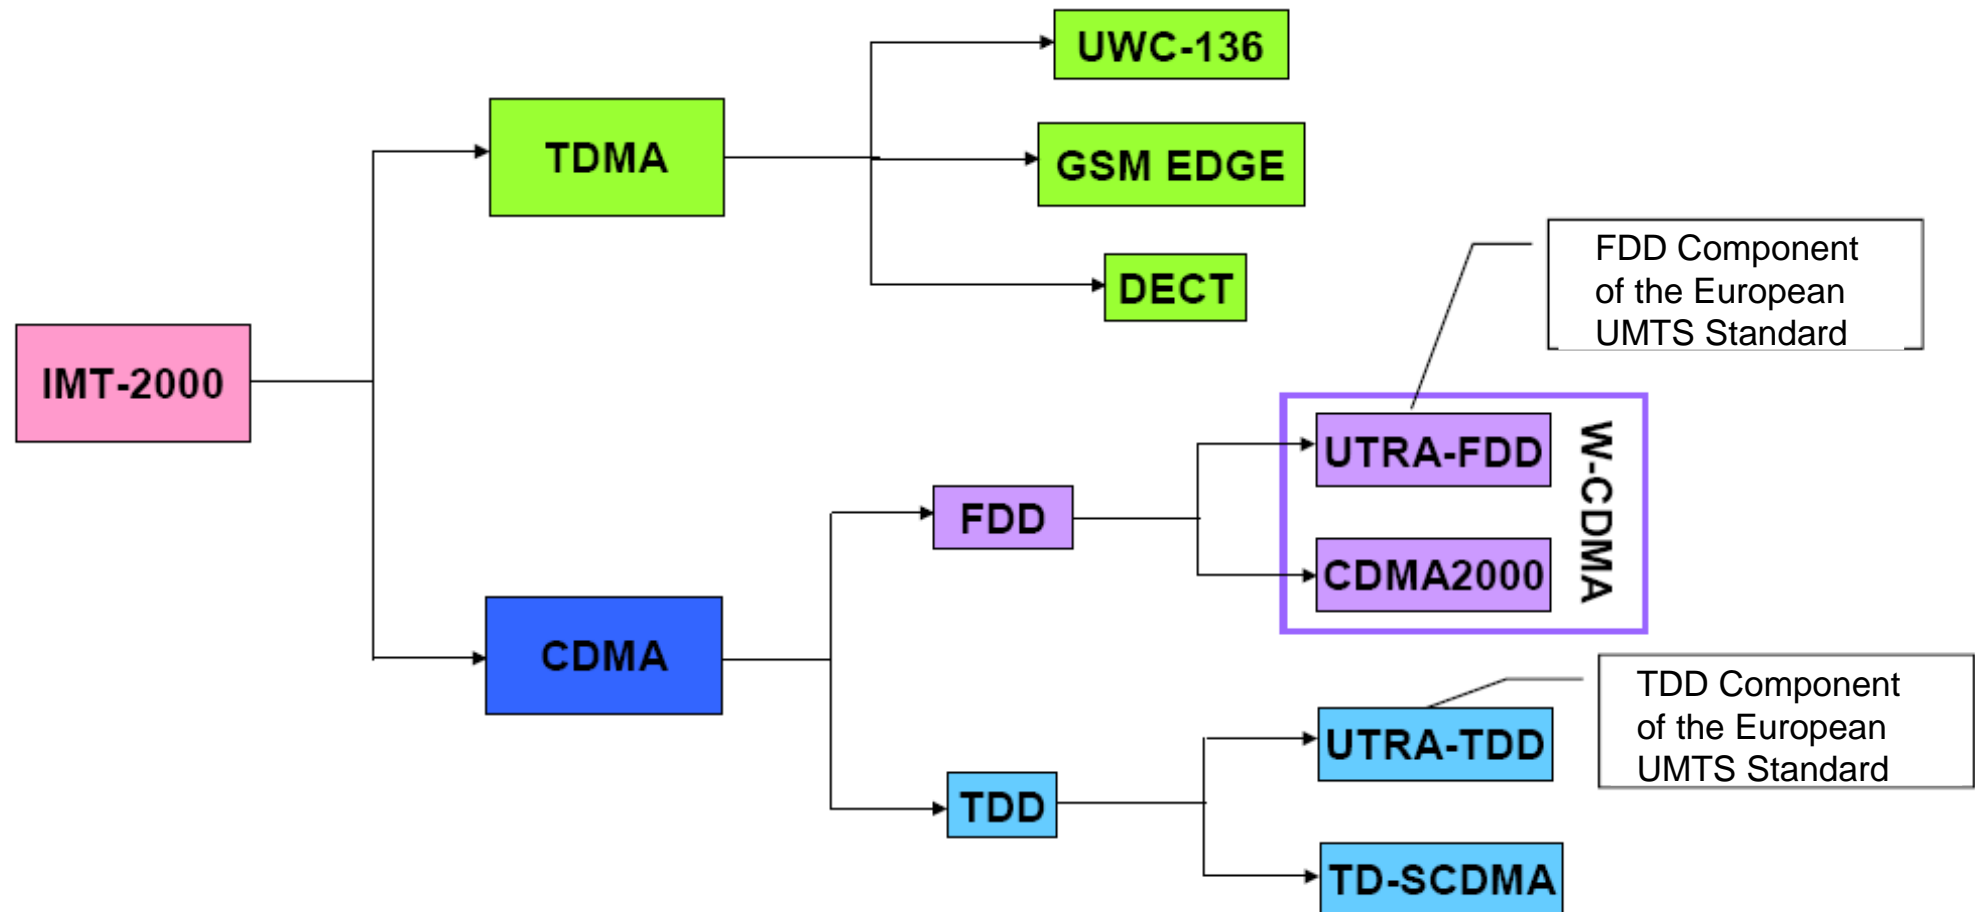 UWC-136
TDMA
GSM EDGE
DECT
FDD Component
of the European
UMTS Standard
IMT-2000
UTRA-FDD
W-CDMA
FDD
CDMA2000
CDMA
TDD Component
of the European
UMTS Standard
UTRA-TDD
TDD
TD-SCDMA